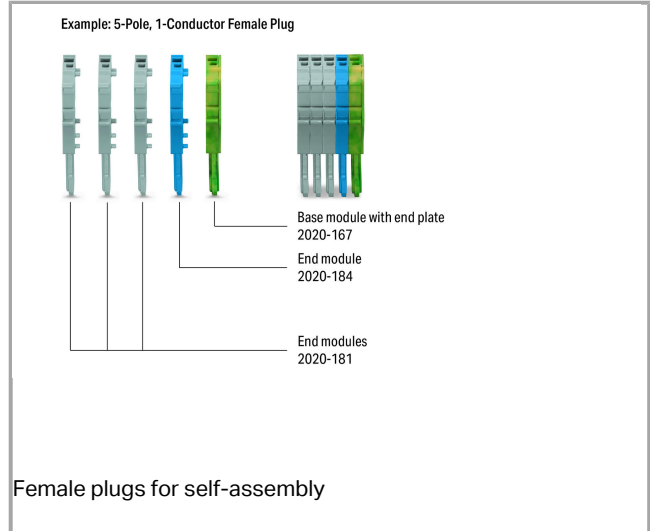 Example: 5-Pole, 1-Conductor Female Plug
Base module with end plate
2020-167
End module
2020-184
End modules
2020-181
Female plugs for self-assembly